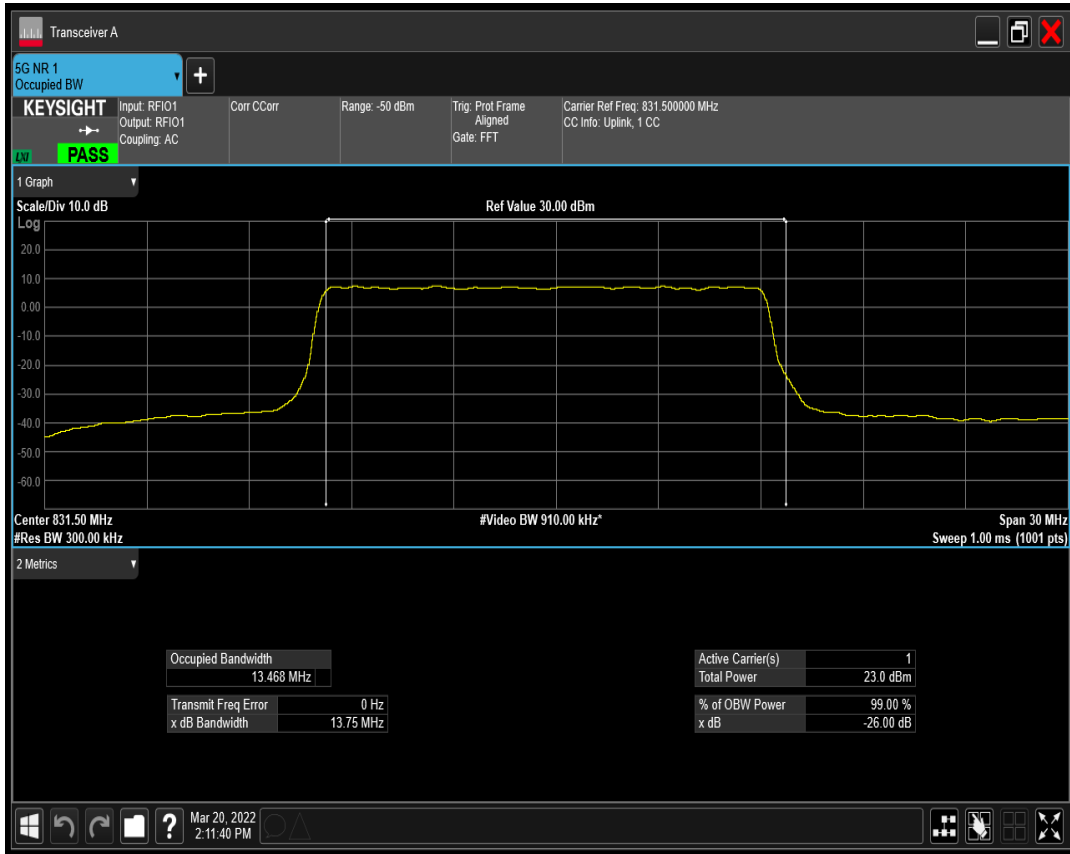 Transceiver A
5G NR 1
Occupied BW
+
KEYSIGHT
Input: RFIO1
Output: RFIO1
Coupling: AC
Corr CCorr
Range: -50 dBm
Trig: Prot Frame
Aligned
Gate: FFT
Carrier Ref Freq: 831.500000 MHz
CC Info: Uplink, 1 CC
LXI
PASS
1 Graph
Scale/Div 10.0 dB
Ref Value 30.00 dBm
Log
20.0
10.0
0.00
-10.0
-20.0
-30.0
-40.0
-50.0
-60.0
Center 831.50 MHz
#Video BW 910.00 kHz*
Span 30 MHz
#Res BW 300.00 kHz
Sweep 1.00 ms (1001 pts)
2 Metrics
Occupied Bandwidth
13.468 MHz
Transmit Freq Error 0 Hz
x dB Bandwidth 13.75 MHz
Active Carrier(s) 1
Total Power 23.0 dBm
% of OBW Power 99.00 %
x dB -26.00 dB
?
Mar 20, 2022
2:11:40 PM